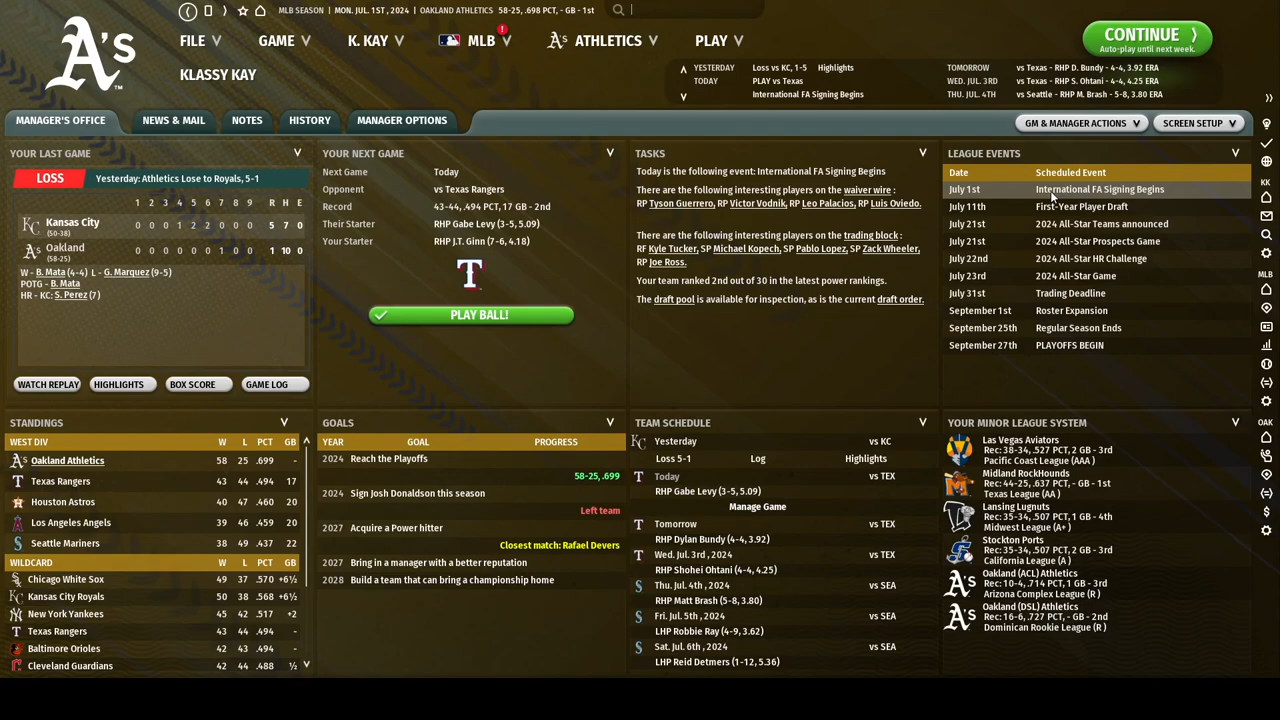 MLB SEASON | MON. JUL. 1ST , 2024 | OAKLAND ATHLETICS 58-25, .698 PCT, - GB - 1st
A's
FILE GAME K. KAY MLB ATHLETICS PLAY
CONTINUE
Auto-play until next week.
KLASSY KAY
YESTERDAY Loss vs KC, 1-5 Highlights
TODAY PLAY vs Texas
International FA Signing Begins
TOMORROW vs Texas - RHP D. Bundy - 4-4, 3.92 ERA
WED. JUL. 3RD vs Texas - RHP S. Ohtani - 4-4, 4.25 ERA
THU. JUL. 4TH vs Seattle - RHP M. Brash - 5-8, 3.80 ERA
MANAGER'S OFFICE NEWS & MAIL NOTES HISTORY MANAGER OPTIONS
GM & MANAGER ACTIONS SCREEN SETUP
YOUR LAST GAME
LOSS Yesterday: Athletics Lose to Royals, 5-1
1 2 3 4 5 6 7 8 9 R H E
Kansas City 0 0 0 1 2 2 0 0 0 5 7 0
(50-38)
Oakland 0 0 0 0 0 0 0 1 0 1 10 0
(58-25)
W - B. Mata (4-4) L - G. Marquez (9-5)
POTG - B. Mata
HR - KC: S. Perez (7)
WATCH REPLAY HIGHLIGHTS BOX SCORE GAME LOG
YOUR NEXT GAME
Next Game Today
Opponent vs Texas Rangers
Record 43-44, .494 PCT, 17 GB - 2nd
Their Starter RHP Gabe Levy (3-5, 5.09)
Your Starter RHP J.T. Ginn (7-6, 4.18)
T
PLAY BALL!
TASKS
Today is the following event: International FA Signing Begins
There are the following interesting players on the waiver wire :
RP Tyson Guerrero, RP Victor Vodnik, RP Leo Palacios, RP Luis Oviedo.
There are the following interesting players on the trading block :
RF Kyle Tucker, SP Michael Kopech, SP Pablo Lopez, SP Zack Wheeler,
RP Joe Ross.
Your team ranked 2nd out of 30 in the latest power rankings.
The draft pool is available for inspection, as is the current draft order.
LEAGUE EVENTS
Date Scheduled Event
July 1st International FA Signing Begins
July 11th First-Year Player Draft
July 21st 2024 All-Star Teams announced
July 21st 2024 All-Star Prospects Game
July 22nd 2024 All-Star HR Challenge
July 23rd 2024 All-Star Game
July 31st Trading Deadline
September 1st Roster Expansion
September 25th Regular Season Ends
September 27th PLAYOFFS BEGIN
STANDINGS
WEST DIV W L PCT GB
Oakland Athletics 58 25 .699 -
Texas Rangers 43 44 .494 17
Houston Astros 40 47 .460 20
Los Angeles Angels 39 46 .459 20
Seattle Mariners 38 49 .437 22
WILDCARD W L PCT GB
Chicago White Sox 49 37 .570 +6½
Kansas City Royals 50 38 .568 +6½
New York Yankees 45 42 .517 +2
Texas Rangers 43 44 .494 -
Baltimore Orioles 42 43 .494 -
Cleveland Guardians 42 44 .488 ½
GOALS
YEAR GOAL PROGRESS
2024 Reach the Playoffs
58-25, .699
2024 Sign Josh Donaldson this season
Left team
2027 Acquire a Power hitter
Closest match: Rafael Devers
2027 Bring in a manager with a better reputation
2028 Build a team that can bring a championship home
TEAM SCHEDULE
Yesterday vs KC
Loss 5-1 Log Highlights
Today vs TEX
RHP Gabe Levy (3-5, 5.09)
Manage Game
Tomorrow vs TEX
RHP Dylan Bundy (4-4, 3.92)
Wed. Jul. 3rd , 2024 vs TEX
RHP Shohei Ohtani (4-4, 4.25)
Thu. Jul. 4th , 2024 vs SEA
RHP Matt Brash (5-8, 3.80)
Fri. Jul. 5th , 2024 vs SEA
LHP Robbie Ray (4-9, 3.62)
Sat. Jul. 6th , 2024 vs SEA
LHP Reid Detmers (1-12, 5.36)
YOUR MINOR LEAGUE SYSTEM
Las Vegas Aviators
Rec: 38-34, .527 PCT, 2 GB - 3rd
Pacific Coast League (AAA )
Midland RockHounds
Rec: 44-25, .637 PCT, - GB - 1st
Texas League (AA )
Lansing Lugnuts
Rec: 35-34, .507 PCT, 1 GB - 4th
Midwest League (A+ )
Stockton Ports
Rec: 35-34, .507 PCT, 2 GB - 3rd
California League (A )
Oakland (ACL) Athletics
Rec: 10-4, .714 PCT, 1 GB - 3rd
Arizona Complex League (R )
Oakland (DSL) Athletics
Rec: 16-6, .727 PCT, - GB - 2nd
Dominican Rookie League (R )
KK
MLB
OAK